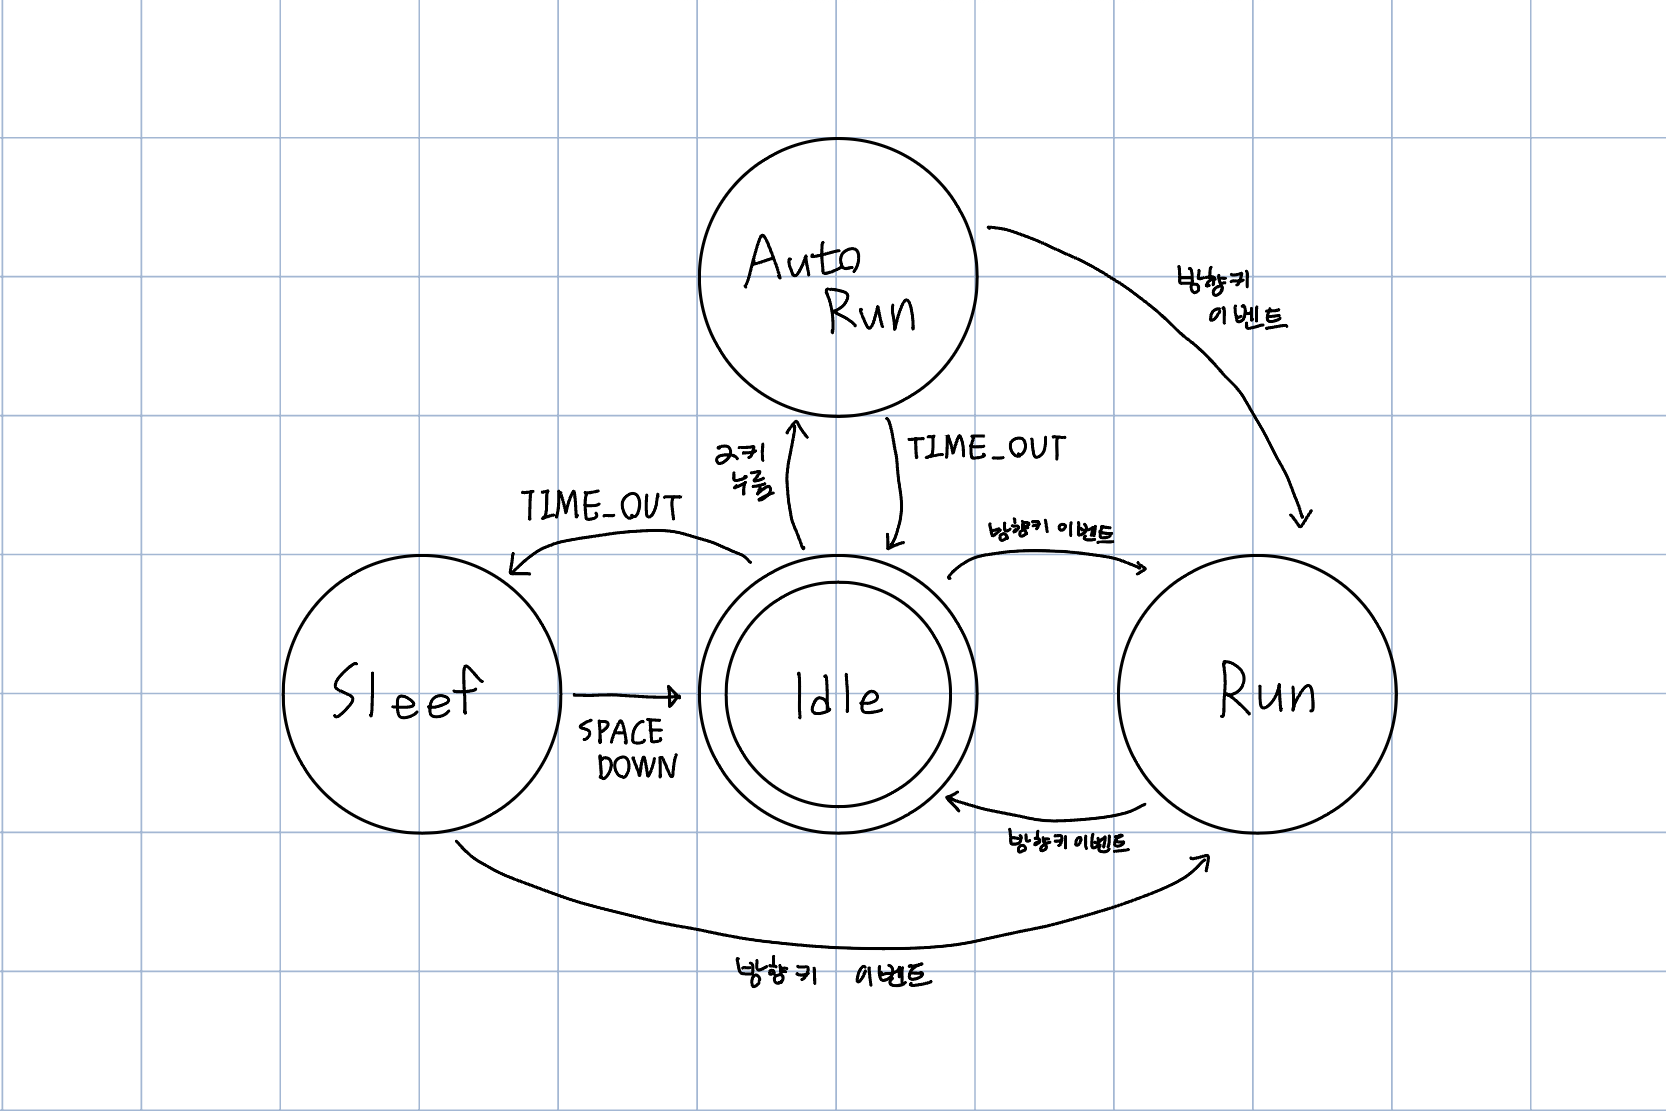 Auto
Run
방향키
이벤트
2키
누름
TIME_OUT
TIME_OUT
방향키 이벤트
Sleef
SPACE
DOWN
Idle
Run
방향키 이벤트
방향키 이벤트